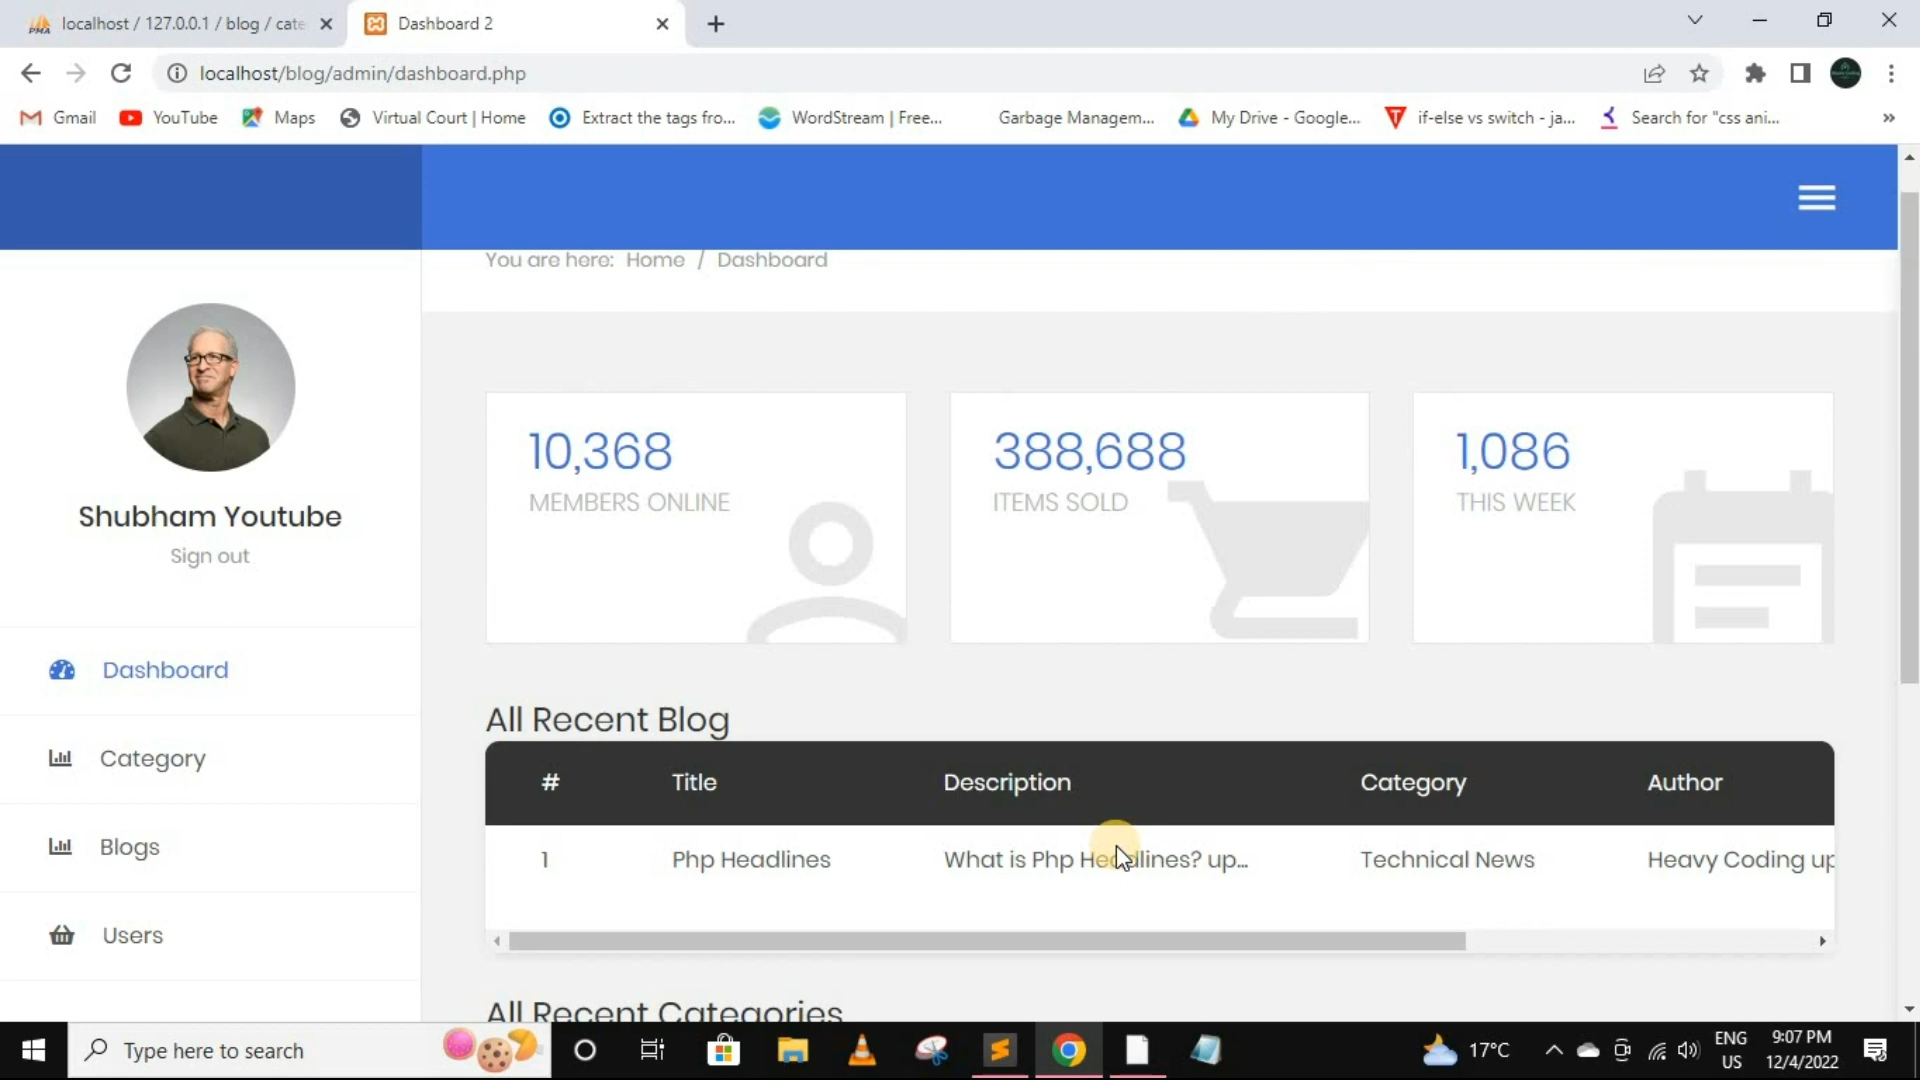 localhost / 127.0.0.1 / blog / cate
Dashboard 2
localhost/blog/admin/dashboard.php
Gmail
YouTube
Maps
Virtual Court | Home
Extract the tags fro...
WordStream | Free...
Garbage Managem...
My Drive - Google...
if-else vs switch - ja...
Search for "css ani...
»
You are here: Home / Dashboard
Shubham Youtube
Sign out
Dashboard
Category
Blogs
Users
10,368
MEMBERS ONLINE
388,688
ITEMS SOLD
1,086
THIS WEEK
All Recent Blog
# Title Description Category Author
1 Php Headlines What is Php Headlines? up... Technical News Heavy Coding up
All Recent Categories
Type here to search
17°C
ENG
US
9:07 PM
12/4/2022